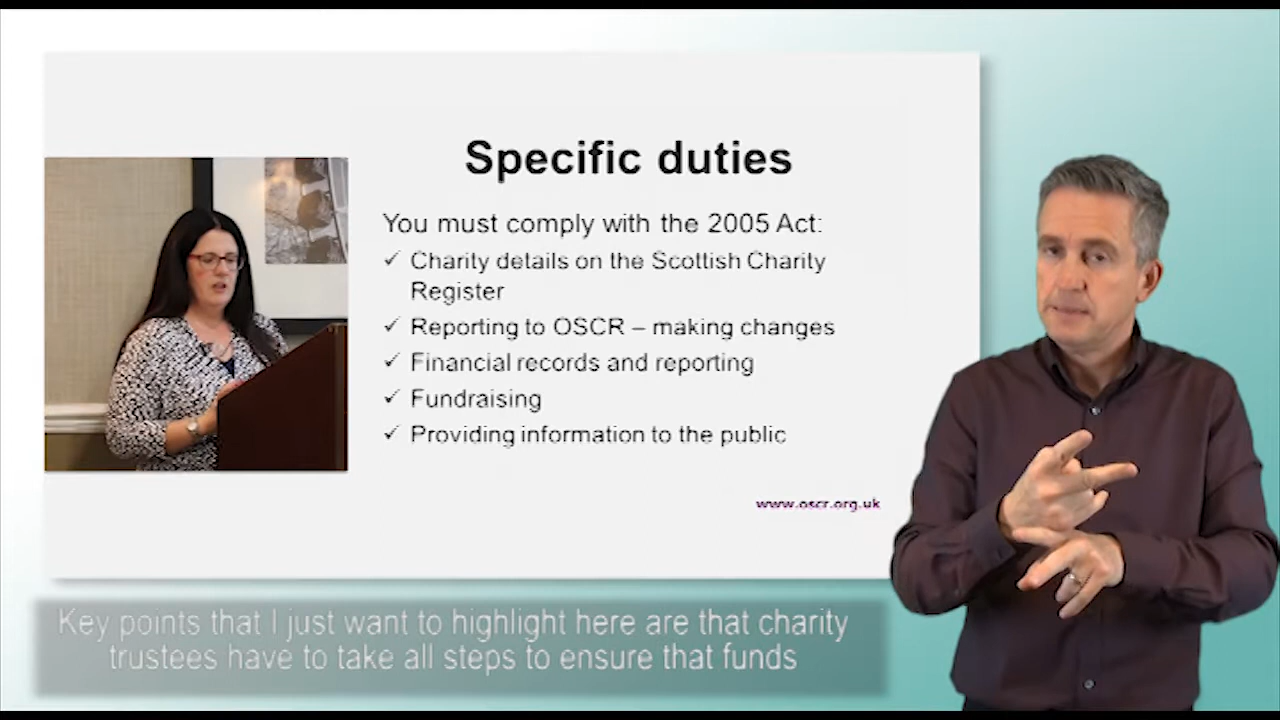 Specific duties
You must comply with the 2005 Act:
✓ Charity details on the Scottish Charity
Register
✓ Reporting to OSCR – making changes
✓ Financial records and reporting
✓ Fundraising
✓ Providing information to the public
www.oscr.org.uk
Key points that I just want to highlight here are that charity
trustees have to take all steps to ensure that funds